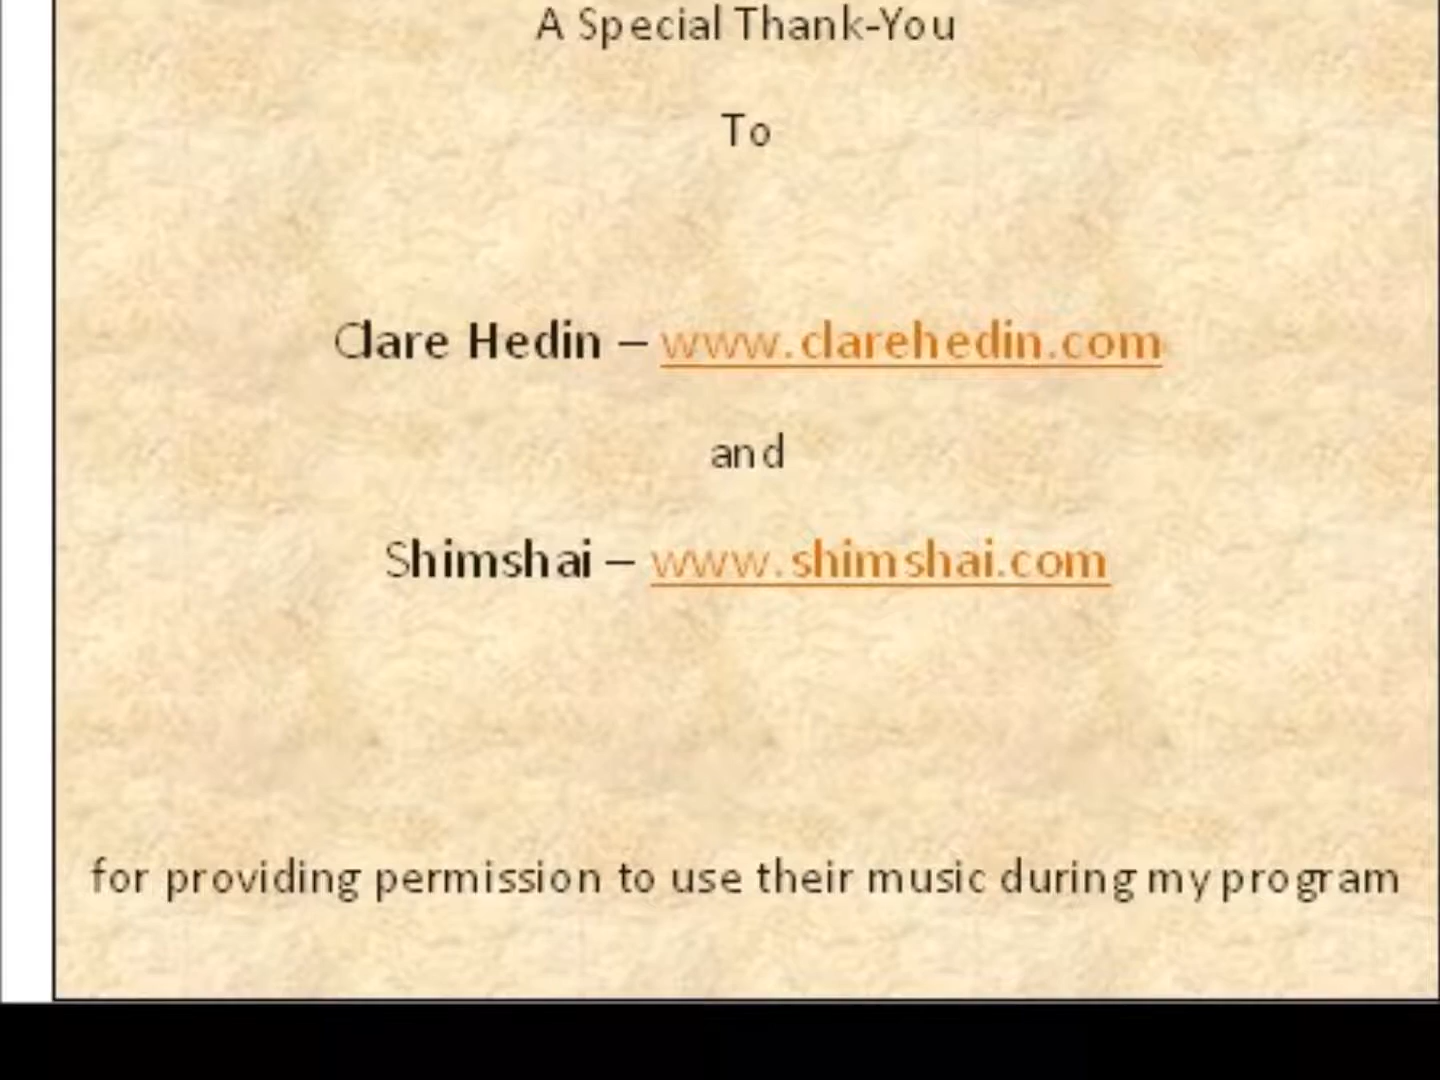 A Special Thank-You
To
Clare Hedin – www.clarehedin.com
and
Shimshai – www.shimshai.com
for providing permission to use their music during my program